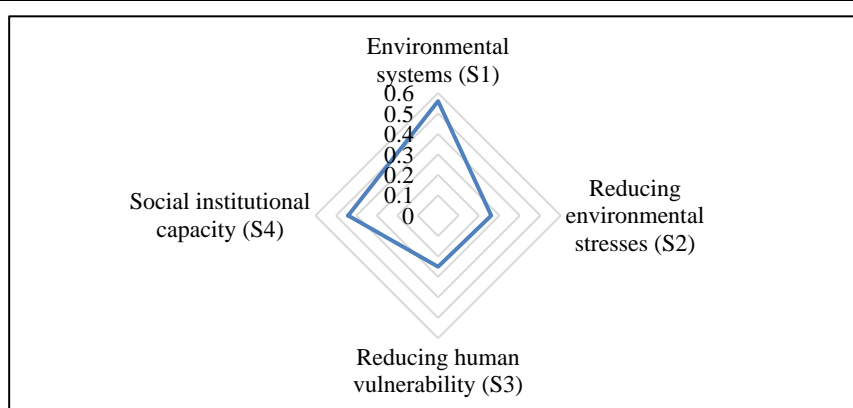 Environmental
systems (S1)
0.6
0.5
0.4
0.3
0.2
0.1
0
Social institutional
capacity (S4)
Reducing
environmental
stresses (S2)
Reducing human
vulnerability (S3)